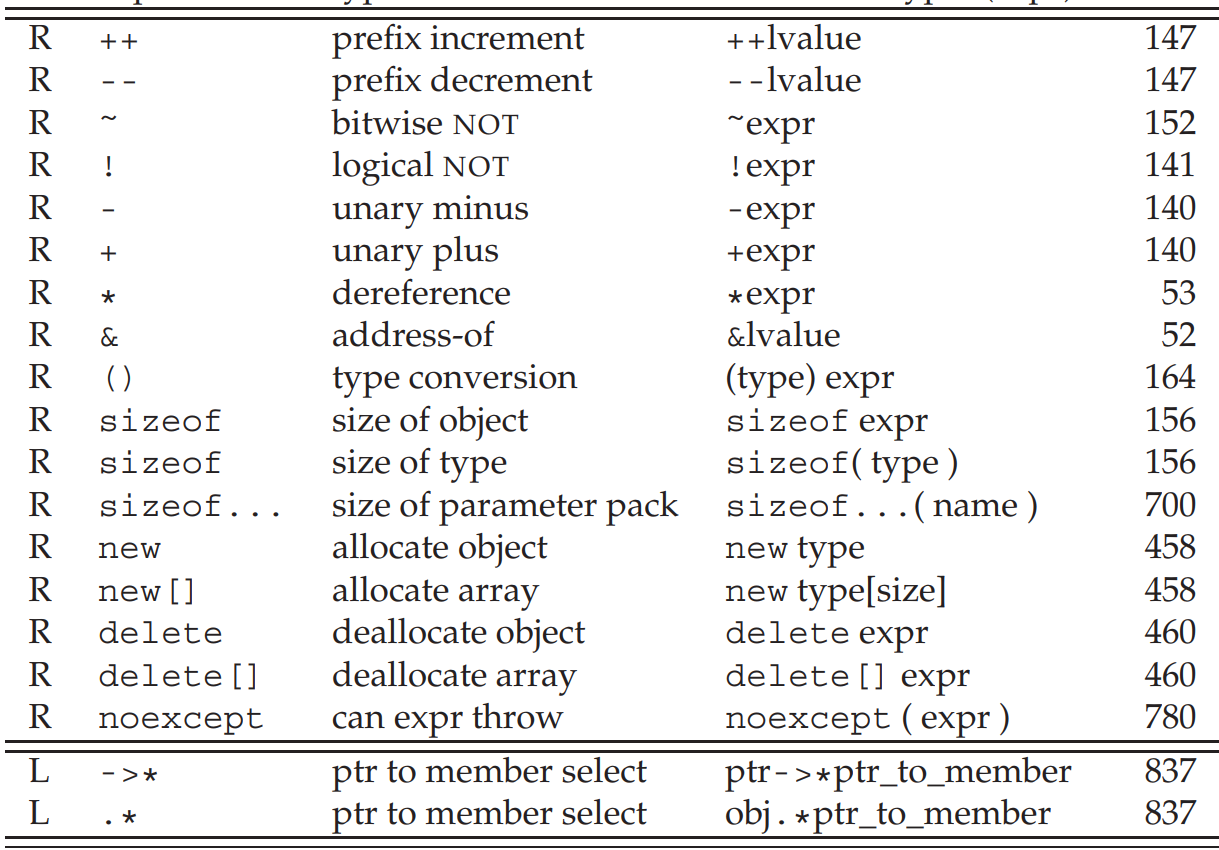 R ++ prefix increment ++lvalue 147
R -- prefix decrement --lvalue 147
R ~ bitwise NOT ~expr 152
R ! logical NOT !expr 141
R - unary minus -expr 140
R + unary plus +expr 140
R * dereference *expr 53
R & address-of &lvalue 52
R () type conversion (type) expr 164
R sizeof size of object sizeof expr 156
R sizeof size of type sizeof( type ) 156
R sizeof... size of parameter pack sizeof...( name ) 700
R new allocate object new type 458
R new[] allocate array new type[size] 458
R delete deallocate object delete expr 460
R delete[] deallocate array delete[] expr 460
R noexcept can expr throw noexcept ( expr ) 780
L ->* ptr to member select ptr->*ptr_to_member 837
L .* ptr to member select obj.*ptr_to_member 837